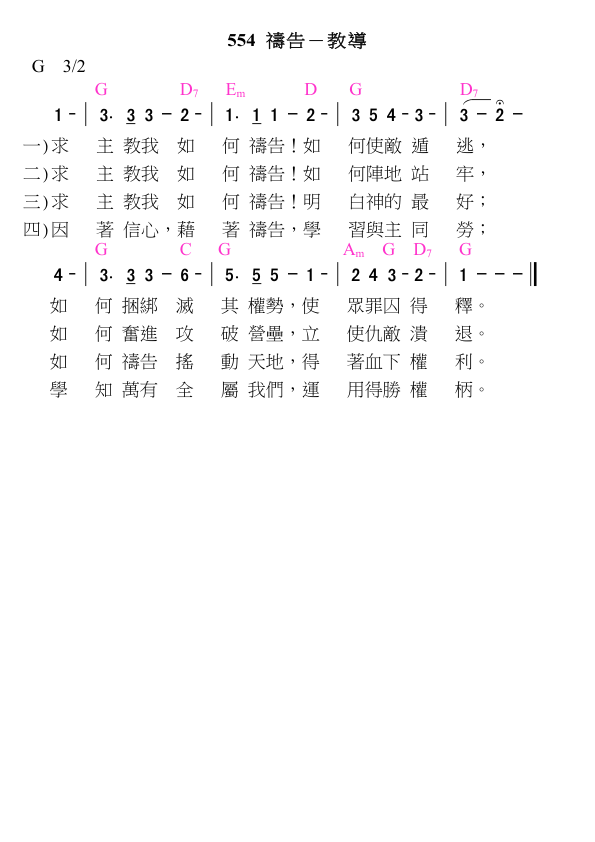 554 禱告－教導
G 3/2
G D7 Em D G D7
1 - | 3. 3 3 - 2 - | 1. 1 1 - 2 - | 3 5 4 - 3 - | 3 - 2 -
一)求 主 教我 如 何 禱告！如 何使敵 遁 逃，
二)求 主 教我 如 何 禱告！如 何陣地 站 牢，
三)求 主 教我 如 何 禱告！明 白神的 最 好；
四)因 著 信心，藉 著 禱告，學 習與主 同 勞；
G C G Am G D7 G
4 - | 3. 3 3 - 6 - | 5. 5 5 - 1 - | 2 4 3 - 2 - | 1 - - - ‖
如 何 捆綁 滅 其 權勢，使 眾罪囚 得 釋。
如 何 奮進 攻 破 營壘，立 使仇敵 潰 退。
如 何 禱告 搖 動 天地，得 著血下 權 利。
學 知 萬有 全 屬 我們，運 用得勝 權 柄。